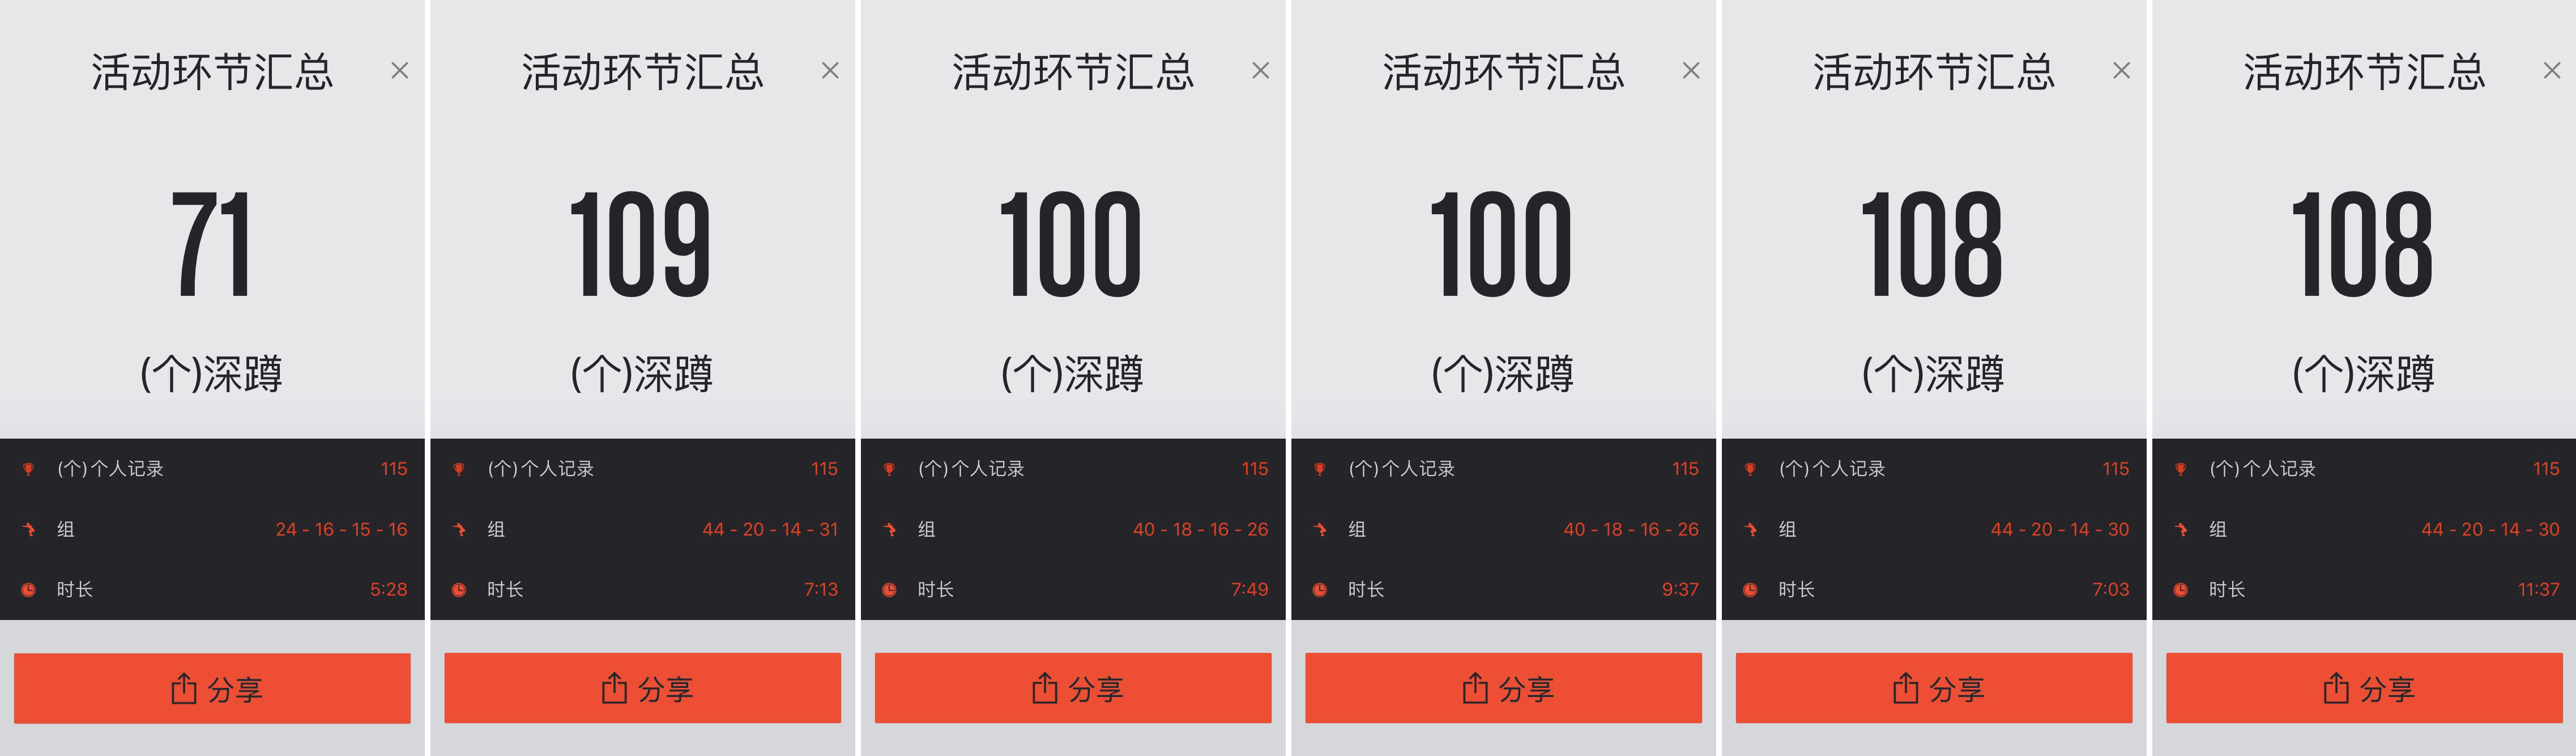 活动环节汇总
71
(个)深蹲
(个)个人记录 115
组 24 - 16 - 15 - 16
时长 5:28
分享
活动环节汇总
109
(个)深蹲
(个)个人记录 115
组 44 - 20 - 14 - 31
时长 7:13
分享
活动环节汇总
100
(个)深蹲
(个)个人记录 115
组 40 - 18 - 16 - 26
时长 7:49
分享
活动环节汇总
100
(个)深蹲
(个)个人记录 115
组 40 - 18 - 16 - 26
时长 9:37
分享
活动环节汇总
108
(个)深蹲
(个)个人记录 115
组 44 - 20 - 14 - 30
时长 7:03
分享
活动环节汇总
108
(个)深蹲
(个)个人记录 115
组 44 - 20 - 14 - 30
时长 11:37
分享